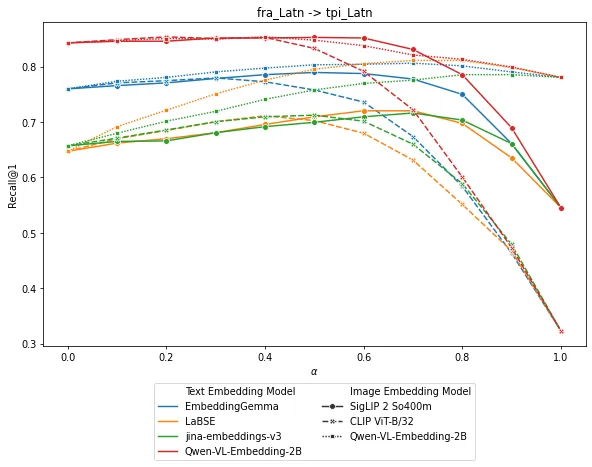 fra_Latn -> tpi_Latn
Recall@1
0.8
0.7
0.6
0.5
0.4
0.3
0.0 0.2 0.4 0.6 0.8 1.0
α
Text Embedding Model
EmbeddingGemma
LaBSE
jina-embeddings-v3
Qwen-VL-Embedding-2B
Image Embedding Model
SigLIP 2 So400m
CLIP ViT-B/32
Qwen-VL-Embedding-2B